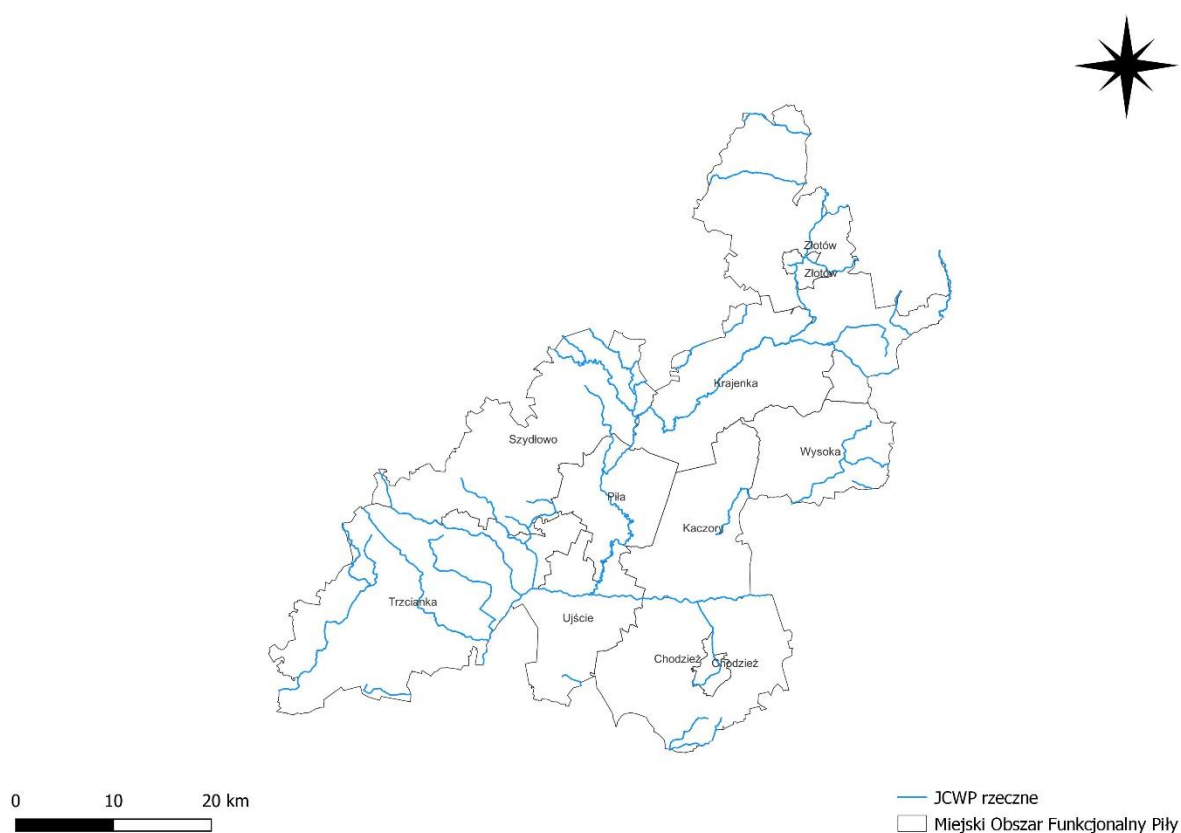 Złotów
Złotów
Krajenka
Szydłowo
Wysoka
Piła
Kaczory
Trzcianka
Ujście
Chodzież
Chodzież
0 10 20 km
JCWP rzeczne
Miejski Obszar Funkcjonalny Piły